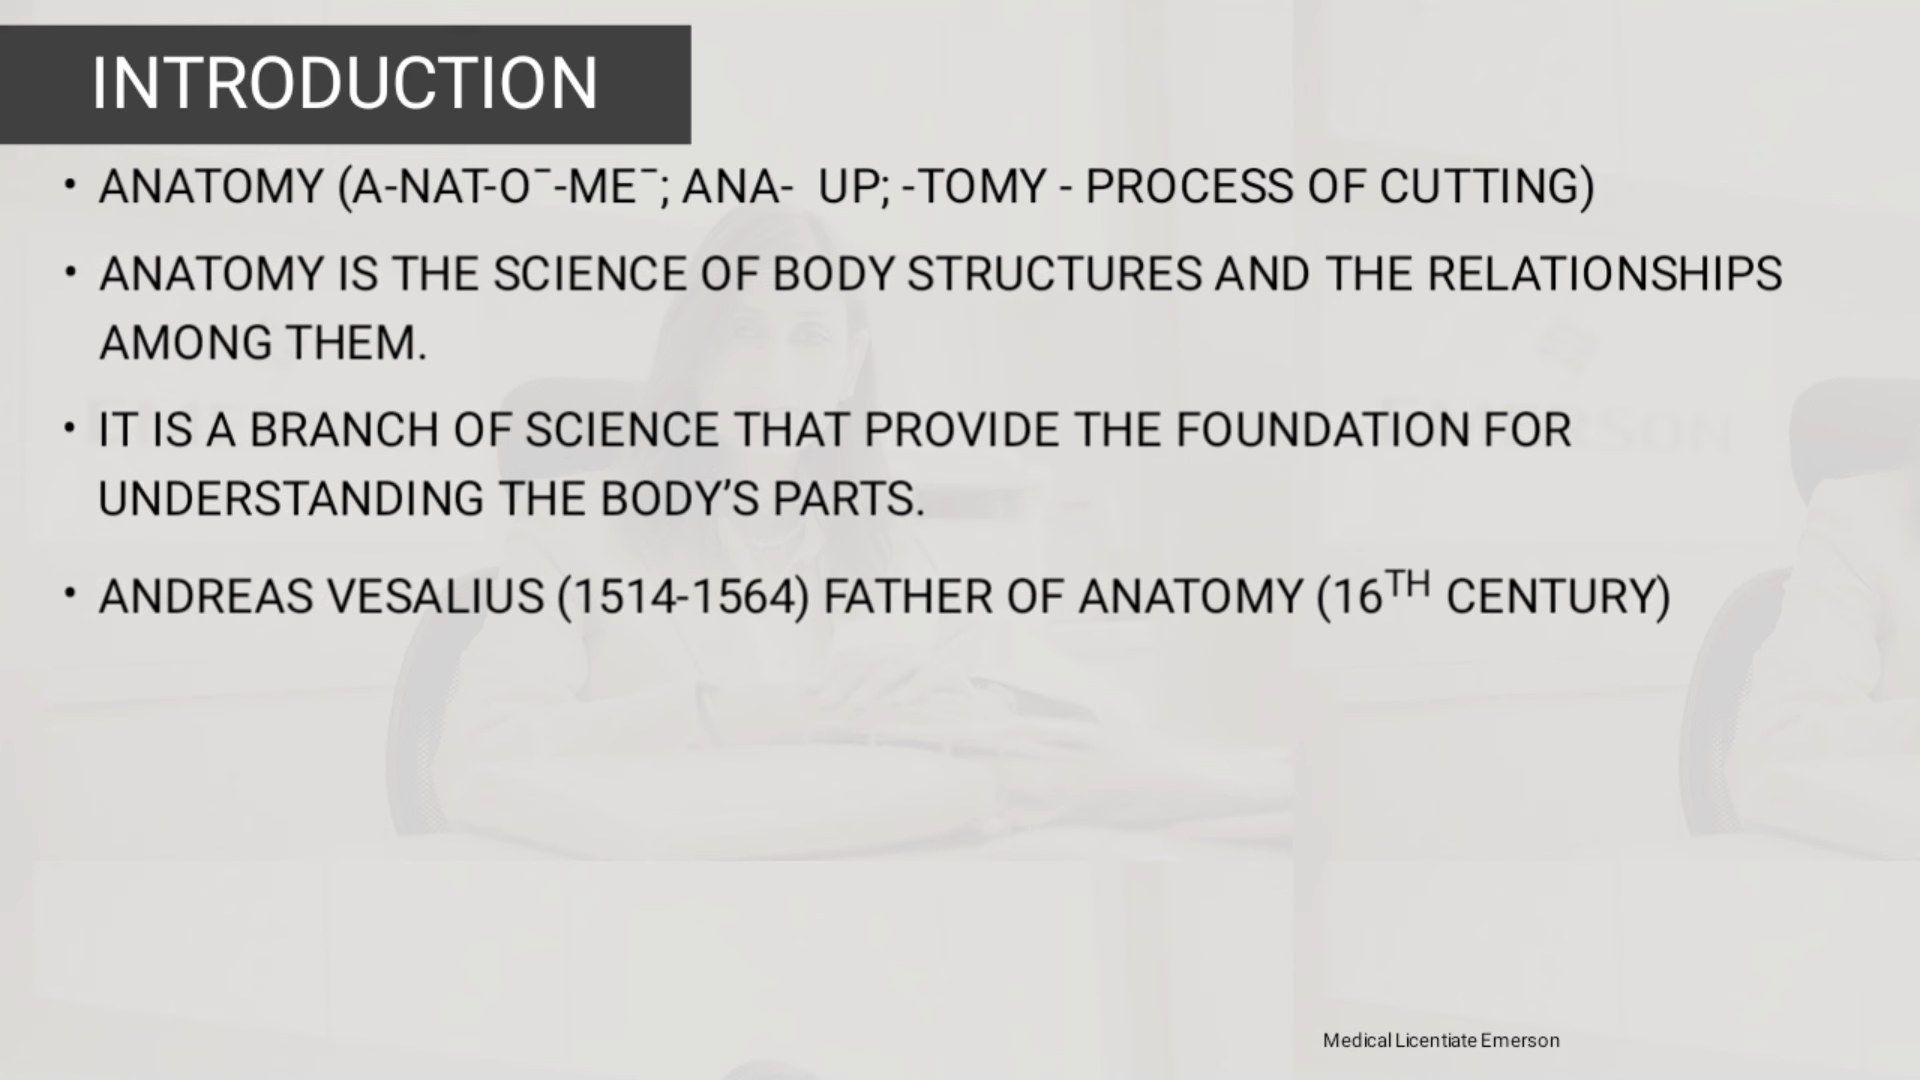 INTRODUCTION
• ANATOMY (A-NAT-O¯-ME¯; ANA-  UP; -TOMY - PROCESS OF CUTTING)
• ANATOMY IS THE SCIENCE OF BODY STRUCTURES AND THE RELATIONSHIPS
AMONG THEM.
• IT IS A BRANCH OF SCIENCE THAT PROVIDE THE FOUNDATION FOR
UNDERSTANDING THE BODY’S PARTS.
• ANDREAS VESALIUS (1514-1564) FATHER OF ANATOMY (16TH CENTURY)
Medical Licentiate Emerson